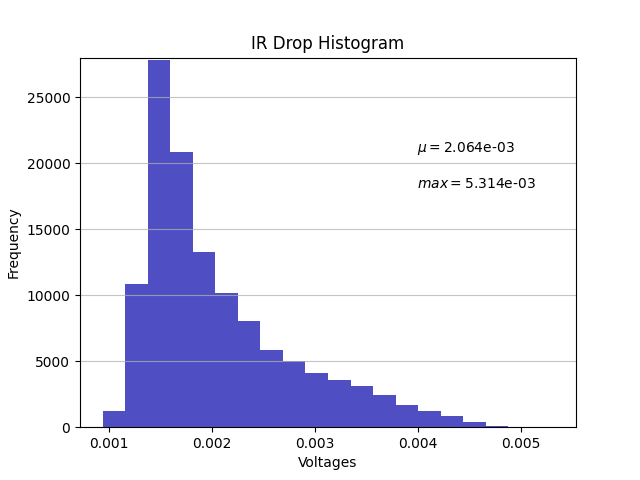 IR Drop Histogram
25000
20000
15000
10000
5000
0
Frequency
μ = 2.064e-03
max = 5.314e-03
0.001 0.002 0.003 0.004 0.005
Voltages